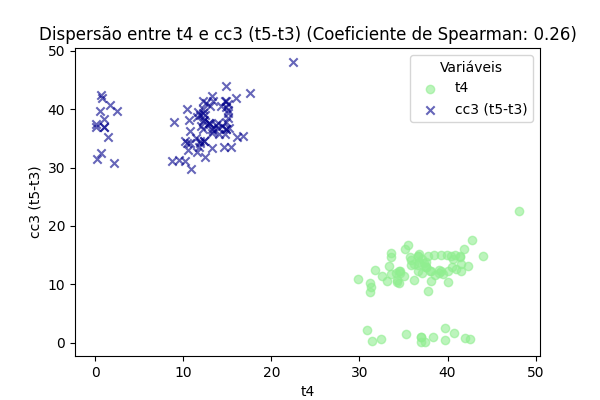 Dispersão entre t4 e cc3 (t5-t3) (Coeficiente de Spearman: 0.26)
Variáveis
t4
cc3 (t5-t3)
cc3 (t5-t3)
50
40
30
20
10
0
0 10 20 30 40 50
t4